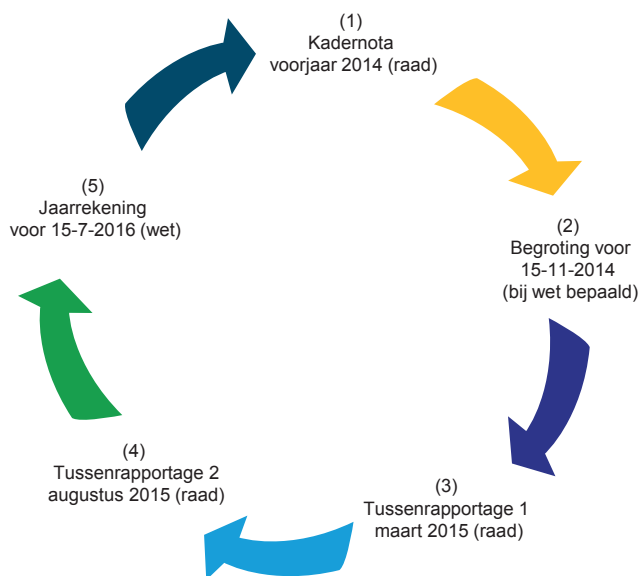 (1)
Kadernota
voorjaar 2014 (raad)
(2)
Begroting voor
15-11-2014
(bij wet bepaald)
(3)
Tussenrapportage 1
maart 2015 (raad)
(4)
Tussenrapportage 2
augustus 2015 (raad)
(5)
Jaarrekening
voor 15-7-2016 (wet)